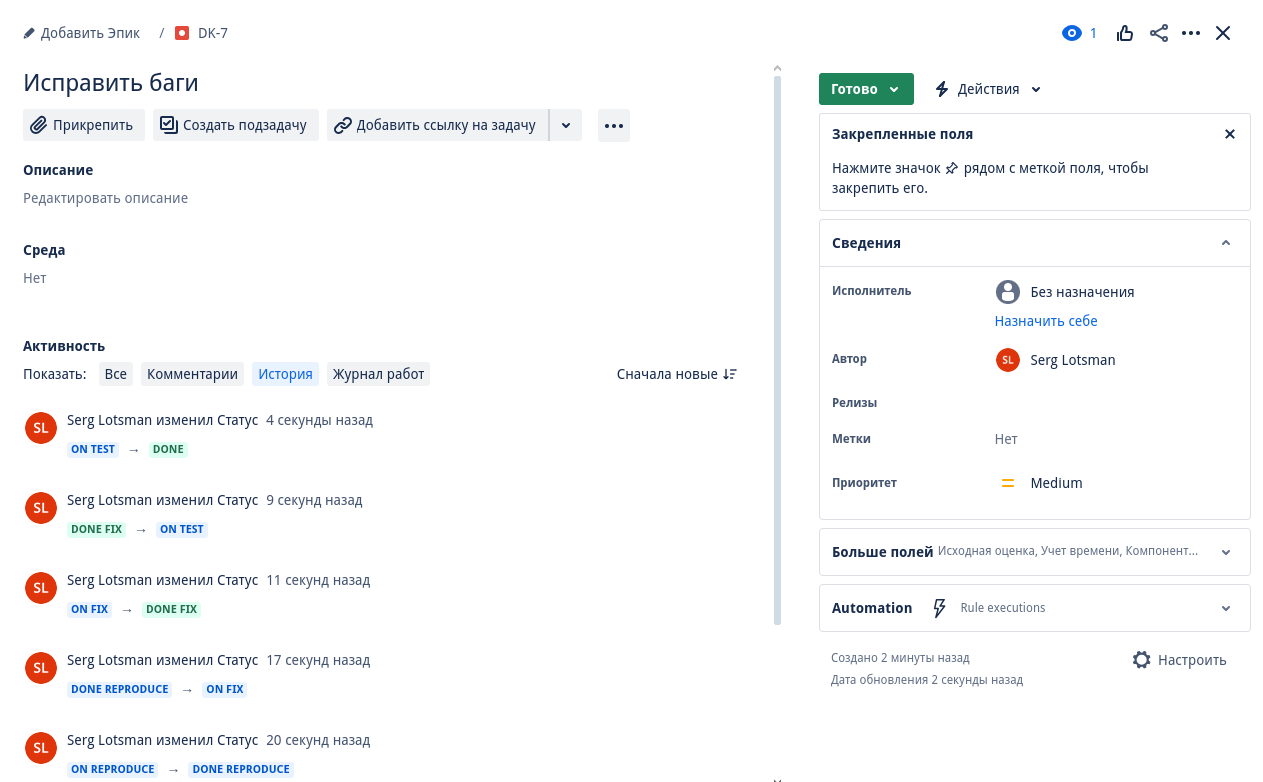 Добавить Эпик / DK-7
1
Исправить баги
Прикрепить Создать подзадачу Добавить ссылку на задачу
Описание
Редактировать описание
Среда
Нет
Активность
Показать: Все Комментарии История Журнал работ Сначала новые
SL Serg Lotsman изменил Статус 4 секунды назад
ON TEST → DONE
SL Serg Lotsman изменил Статус 9 секунд назад
DONE FIX → ON TEST
SL Serg Lotsman изменил Статус 11 секунд назад
ON FIX → DONE FIX
SL Serg Lotsman изменил Статус 17 секунд назад
DONE REPRODUCE → ON FIX
SL Serg Lotsman изменил Статус 20 секунд назад
ON REPRODUCE → DONE REPRODUCE
Готово Действия
Закрепленные поля
Нажмите значок рядом с меткой поля, чтобы
закрепить его.
Сведения
Исполнитель Без назначения
Назначить себе
Автор SL Serg Lotsman
Релизы
Метки Нет
Приоритет Medium
Больше полей Исходная оценка, Учет времени, Компонент...
Automation Rule executions
Создано 2 минуты назад
Настроить
Дата обновления 2 секунды назад